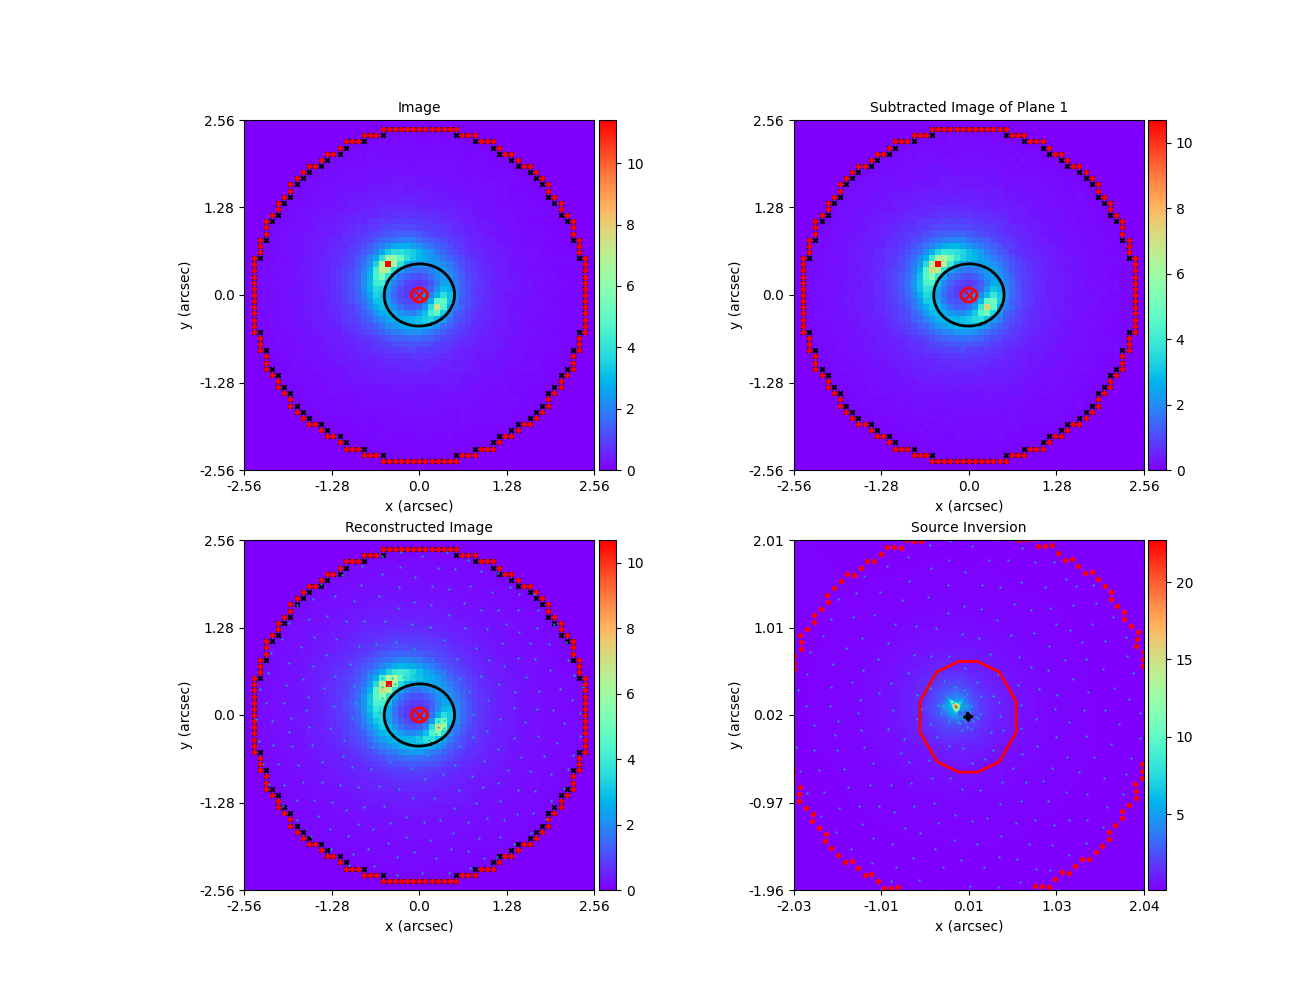 Image
2.56
1.28
0.0
-1.28
-2.56
y (arcsec)
-2.56 -1.28 0.0 1.28 2.56
x (arcsec)
10
8
6
4
2
0
Subtracted Image of Plane 1
2.56
1.28
0.0
-1.28
-2.56
y (arcsec)
-2.56 -1.28 0.0 1.28 2.56
x (arcsec)
10
8
6
4
2
0
Reconstructed Image
2.56
1.28
0.0
-1.28
-2.56
y (arcsec)
-2.56 -1.28 0.0 1.28 2.56
x (arcsec)
10
8
6
4
2
0
Source Inversion
2.01
1.01
0.02
-0.97
-1.96
y (arcsec)
-2.03 -1.01 0.01 1.03 2.04
x (arcsec)
20
15
10
5